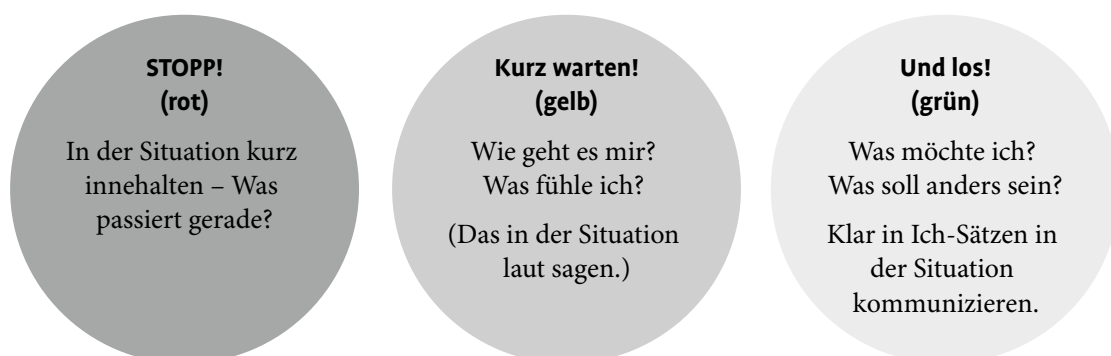 STOPP!
(rot)
In der Situation kurz
innehalten – Was
passiert gerade?
Kurz warten!
(gelb)
Wie geht es mir?
Was fühle ich?
(Das in der Situation
laut sagen.)
Und los!
(grün)
Was möchte ich?
Was soll anders sein?
Klar in Ich-Sätzen in
der Situation
kommunizieren.